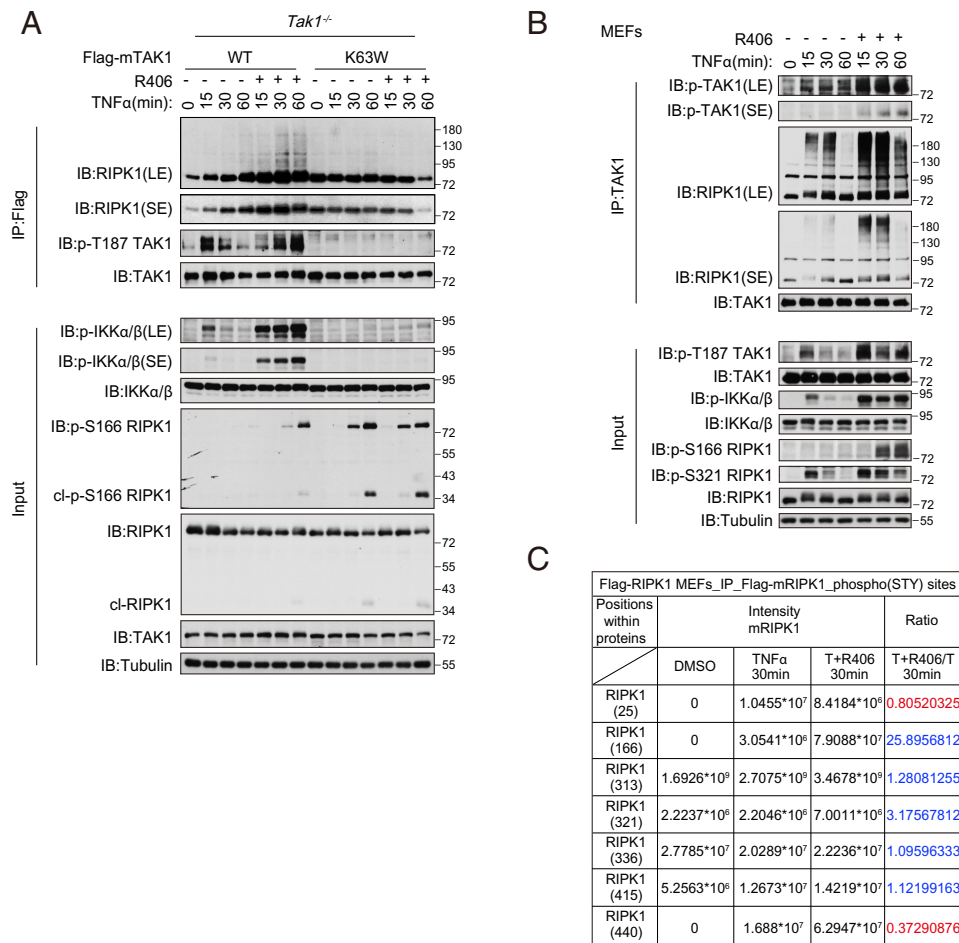 A
Tak1-/-
Flag-mTAK1 WT K63W
R406 - - - - + + + - - - - + + +
TNFα(min): 0 15 30 60 15 30 60 0 15 30 60 15 30 60
IP:Flag
180
130
IB:RIPK1(LE)
95
72
IB:RIPK1(SE)
72
IB:p-T187 TAK1
72
IB:TAK1
72
Input
IB:p-IKKα/β(LE)
95
IB:p-IKKα/β(SE)
95
IB:IKKα/β
95
IB:p-S166 RIPK1
72
55
43
cl-p-S166 RIPK1
34
IB:RIPK1
72
55
43
cl-RIPK1
34
IB:TAK1
72
IB:Tubulin
55
B
MEFs
R406 - - - - + + +
TNFα(min): 0 15 30 60 15 30 60
IP:TAK1
IB:p-TAK1(LE)
72
IB:p-TAK1(SE)
72
180
130
95
IB:RIPK1(LE)
72
180
130
95
IB:RIPK1(SE)
72
IB:TAK1
72
Input
IB:p-T187 TAK1
72
IB:TAK1
72
IB:p-IKKα/β
95
IB:IKKα/β
95
IB:p-S166 RIPK1
72
IB:p-S321 RIPK1
72
IB:RIPK1
72
IB:Tubulin
55
C
Flag-RIPK1 MEFs_IP_Flag-mRIPK1_phospho(STY) sites
Positions within proteins Intensity mRIPK1 Ratio
DMSO TNFα 30min T+R406 30min T+R406/T 30min
RIPK1 (25) 0 1.0455*10⁷ 8.4184*10⁶ 0.80520325
RIPK1 (166) 0 3.0541*10⁶ 7.9088*10⁷ 25.8956812
RIPK1 (313) 1.6926*10⁹ 2.7075*10⁹ 3.4678*10⁹ 1.28081255
RIPK1 (321) 2.2237*10⁶ 2.2046*10⁶ 7.0011*10⁶ 3.17567812
RIPK1 (336) 2.7785*10⁷ 2.0289*10⁷ 2.2236*10⁷ 1.09596333
RIPK1 (415) 5.2563*10⁶ 1.2673*10⁷ 1.4219*10⁷ 1.12199163
RIPK1 (440) 0 1.688*10⁷ 6.2947*10⁷ 0.37290876